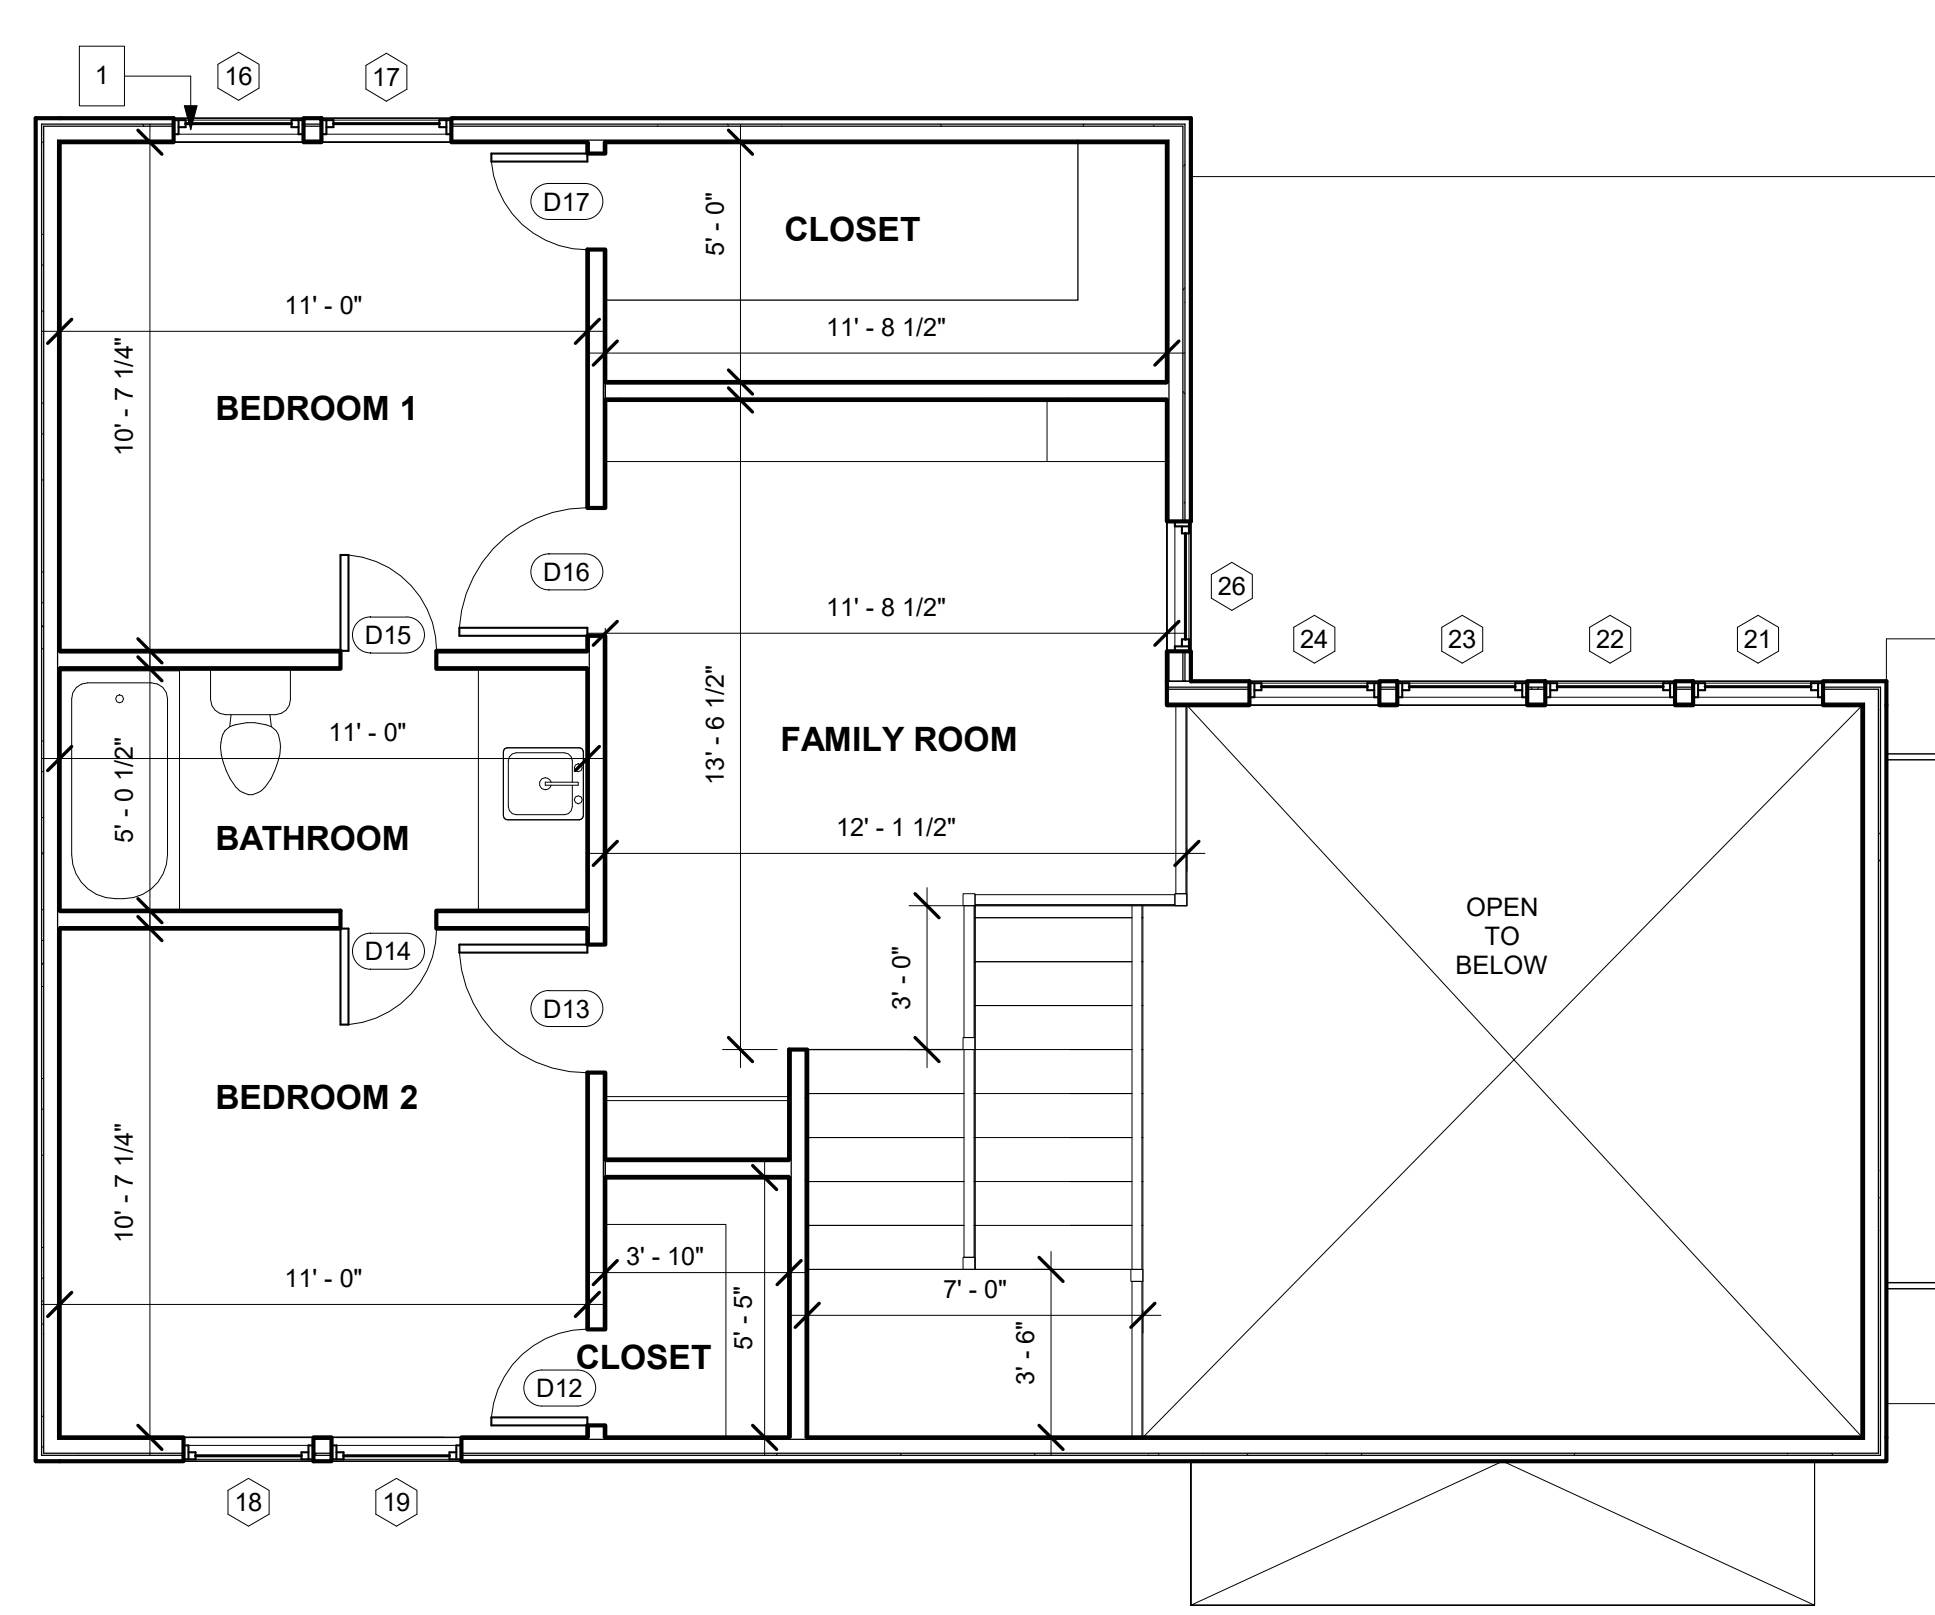 1
16
17
D17
5' - 0"
CLOSET
11' - 0"
11' - 8 1/2"
10' - 7 1/4"
BEDROOM 1
D16
26
11' - 8 1/2"
D15
24
23
22
21
13' - 6 1/2"
11' - 0"
FAMILY ROOM
5' - 0 1/2"
BATHROOM
12' - 1 1/2"
OPEN
TO
BELOW
D14
3' - 0"
D13
BEDROOM 2
10' - 7 1/4"
3' - 10"
11' - 0"
7' - 0"
5' - 5"
3' - 6"
CLOSET
D12
18
19